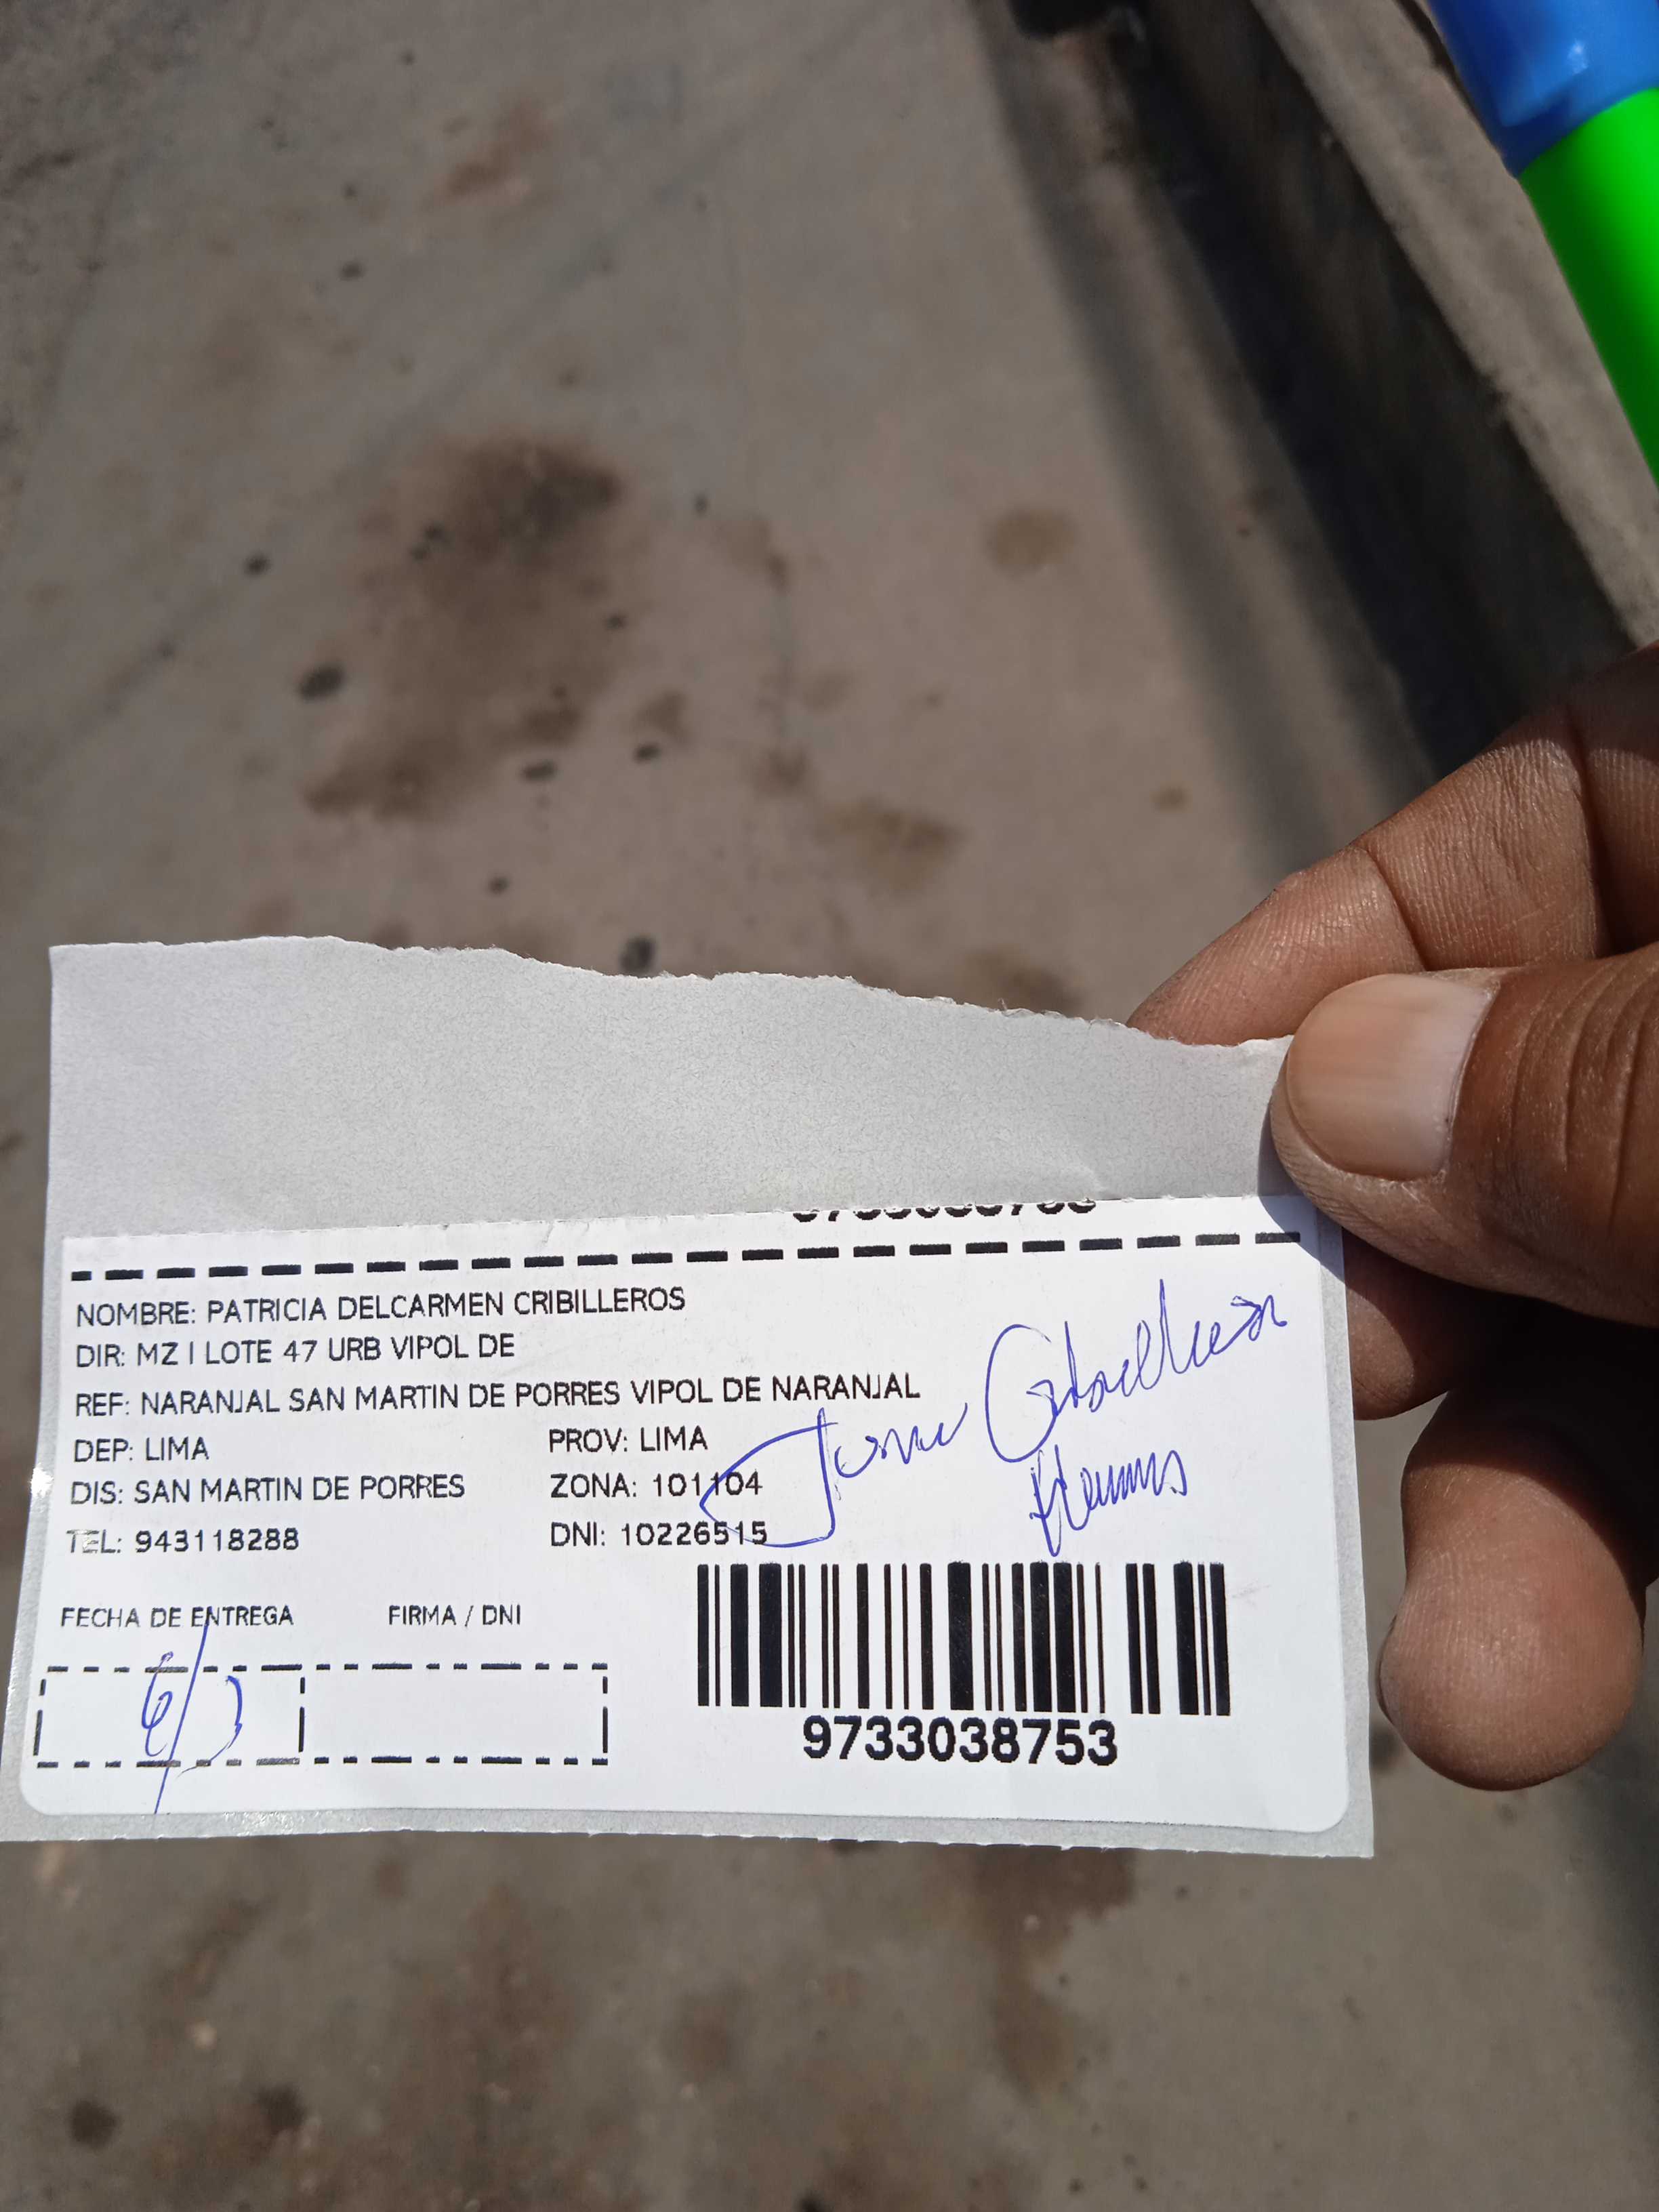 NOMBRE: PATRICIA DELCARMEN CRIBILLEROS
DIR: MZ I LOTE 47 URB VIPOL DE
REF: NARANJAL SAN MARTIN DE PORRES VIPOL DE NARANJAL
DEP: LIMA PROV: LIMA
DIS: SAN MARTIN DE PORRES ZONA: 101104
TEL: 943118288 DNI: 10226515
FECHA DE ENTREGA FIRMA / DNI
6/3
9733038753